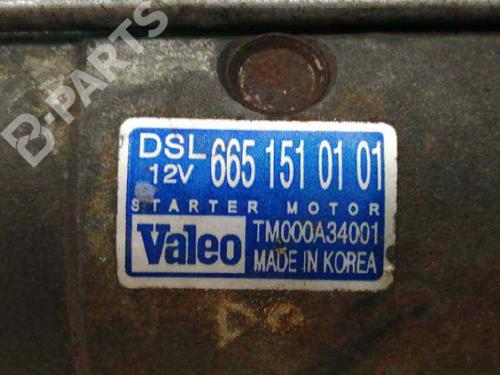 B-PARTS
DSL 665 151 01 01
12V
STARTER MOTOR
Valeo TM000A34001
MADE IN KOREA